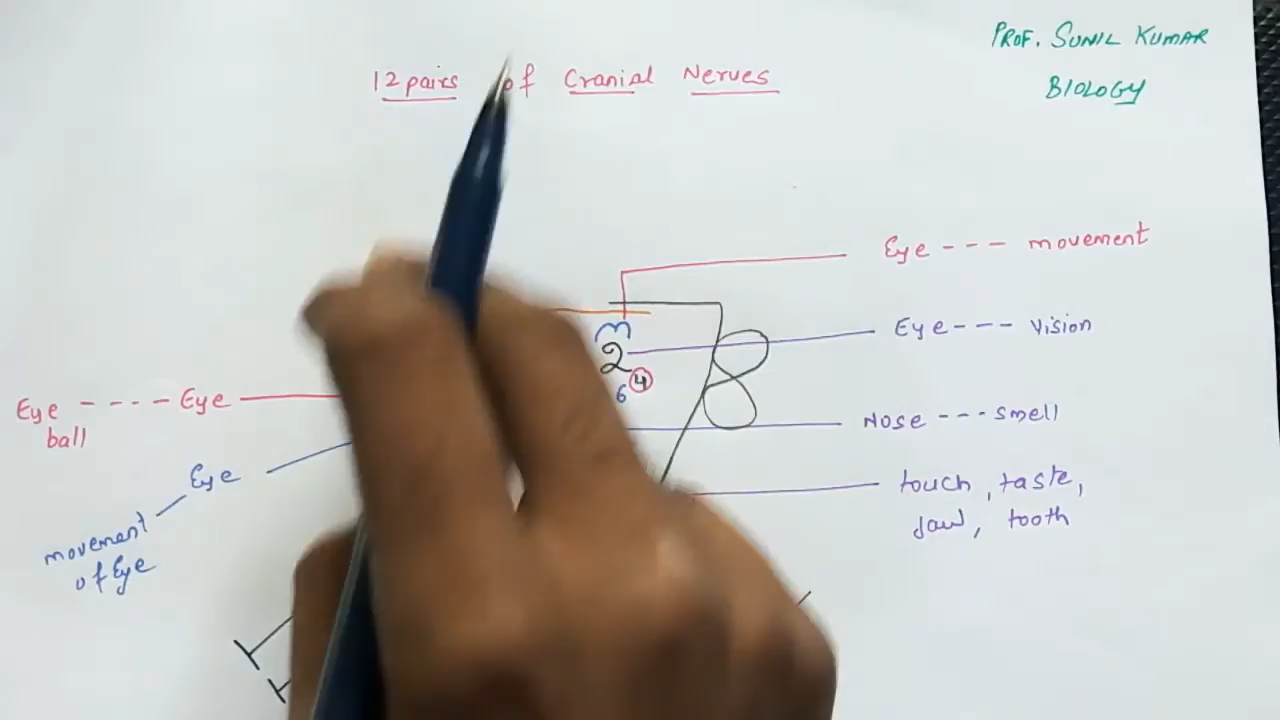 PROF. SUNIL KUMAR
BIOLOGY
12 pairs of Cranial Nerves
Eye --- movement
Eye --- Vision
2
4
6
8
Eye ---- Eye
ball
Nose --- smell
Eye
touch, taste,
Jaw, tooth
movement
of Eye